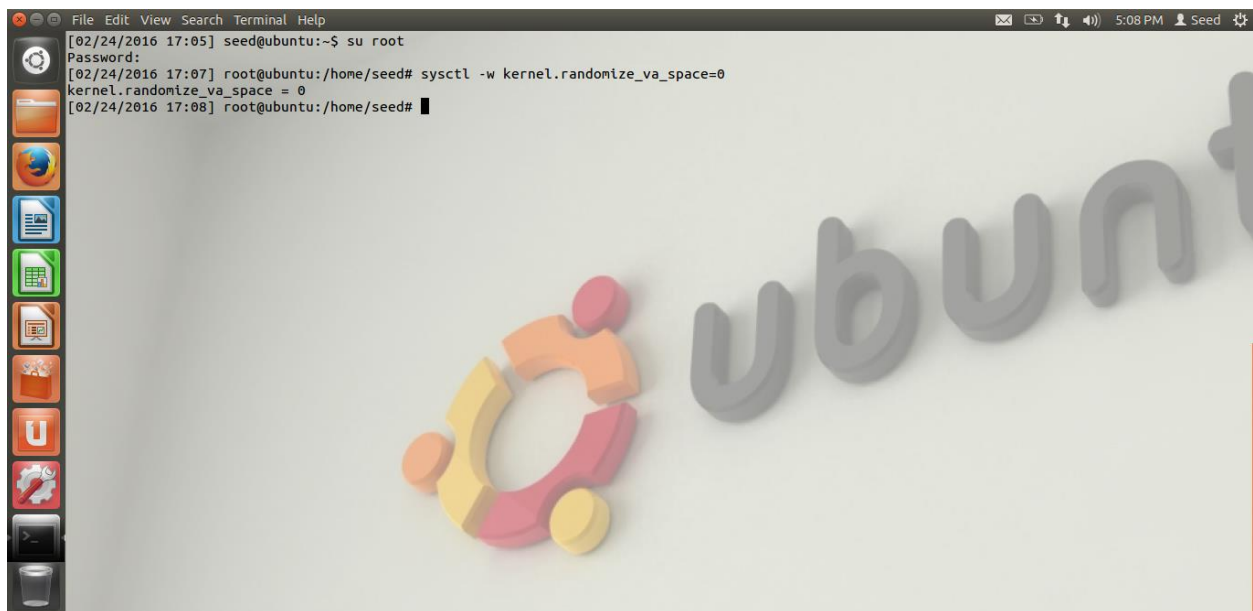 File Edit View Search Terminal Help 5:08 PM Seed
[02/24/2016 17:05] seed@ubuntu:~$ su root
Password:
[02/24/2016 17:07] root@ubuntu:/home/seed# sysctl -w kernel.randomize_va_space=0
kernel.randomize_va_space = 0
[02/24/2016 17:08] root@ubuntu:/home/seed#
ubunt